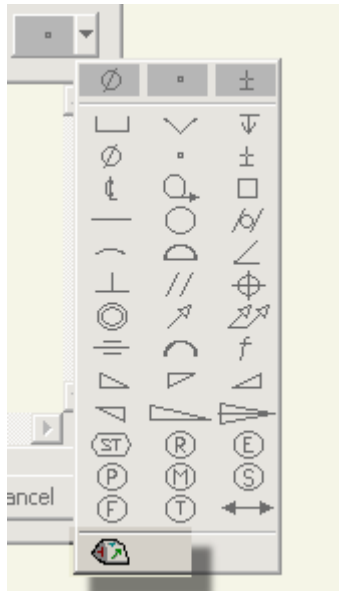 ∅ ▫ ±
∅ ▫ ±
℄
f
ST R E
P M S
ancel
F T